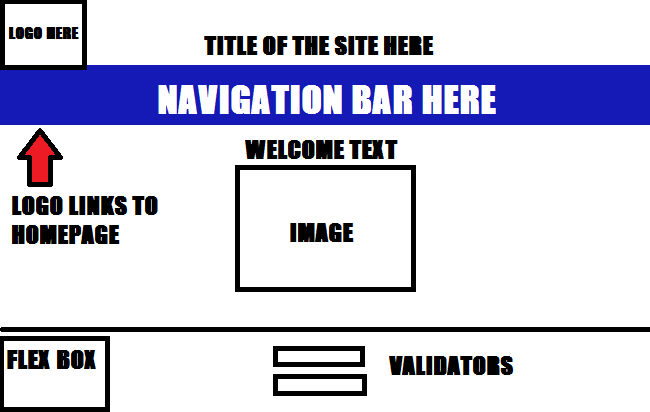 LOGO HERE
TITLE OF THE SITE HERE
NAVIGATION BAR HERE
WELCOME TEXT
LOGO LINKS TO
HOMEPAGE
IMAGE
FLEX BOX
VALIDATORS